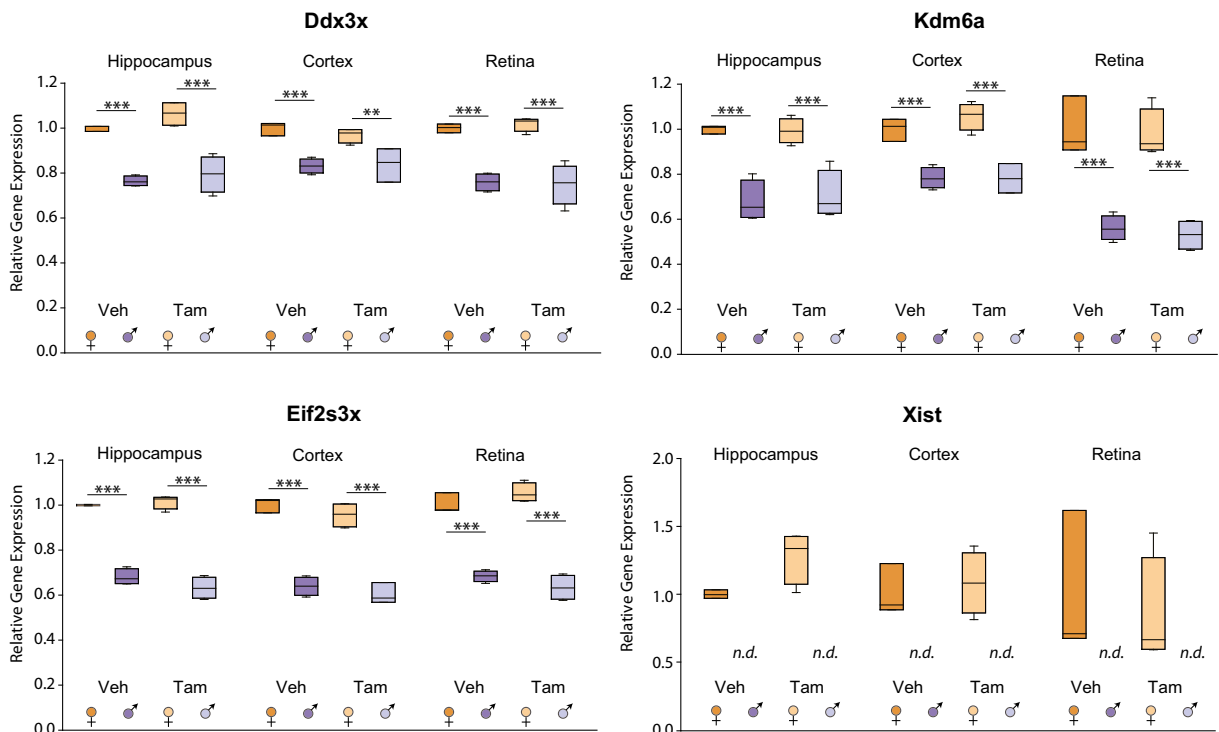 Ddx3x
Hippocampus Cortex Retina
Relative Gene Expression
1.2
1.0
0.8
0.6
0.4
0.2
0.0
*** *** *** ** *** ***
Veh Tam Veh Tam Veh Tam
♀ ♂ ♀ ♂ ♀ ♂ ♀ ♂ ♀ ♂ ♀ ♂
Kdm6a
Hippocampus Cortex Retina
Relative Gene Expression
1.2
1.0
0.8
0.6
0.4
0.2
0.0
*** *** *** *** *** ***
Veh Tam Veh Tam Veh Tam
♀ ♂ ♀ ♂ ♀ ♂ ♀ ♂ ♀ ♂ ♀ ♂
Eif2s3x
Hippocampus Cortex Retina
Relative Gene Expression
1.2
1.0
0.8
0.6
0.4
0.2
0.0
*** *** *** *** *** ***
Veh Tam Veh Tam Veh Tam
♀ ♂ ♀ ♂ ♀ ♂ ♀ ♂ ♀ ♂ ♀ ♂
Xist
Hippocampus Cortex Retina
Relative Gene Expression
2.0
1.5
1.0
0.5
0.0
n.d. n.d. n.d. n.d. n.d. n.d.
Veh Tam Veh Tam Veh Tam
♀ ♂ ♀ ♂ ♀ ♂ ♀ ♂ ♀ ♂ ♀ ♂